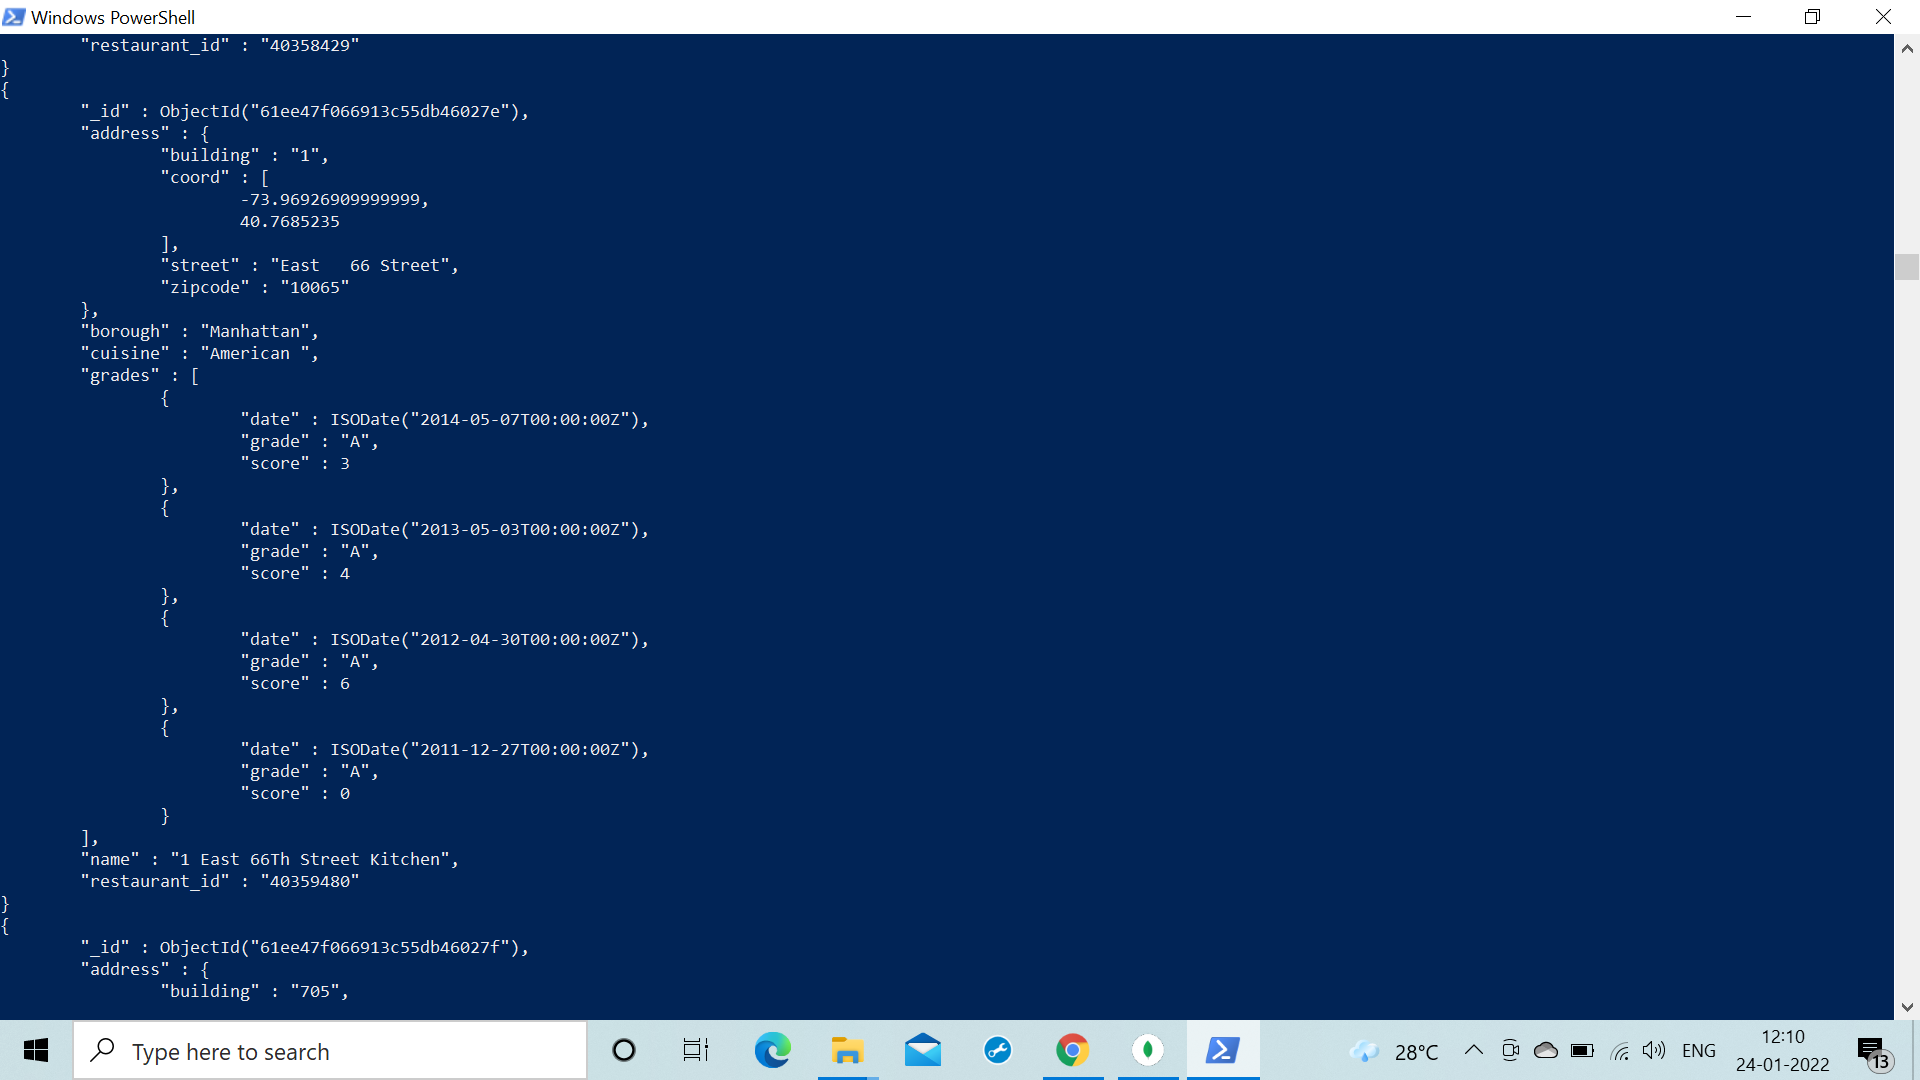 Windows PowerShell
"restaurant_id" : "40358429"
}
{
"_id" : ObjectId("61ee47f066913c55db46027e"),
"address" : {
"building" : "1",
"coord" : [
-73.96926909999999,
40.7685235
],
"street" : "East   66 Street",
"zipcode" : "10065"
},
"borough" : "Manhattan",
"cuisine" : "American ",
"grades" : [
{
"date" : ISODate("2014-05-07T00:00:00Z"),
"grade" : "A",
"score" : 3
},
{
"date" : ISODate("2013-05-03T00:00:00Z"),
"grade" : "A",
"score" : 4
},
{
"date" : ISODate("2012-04-30T00:00:00Z"),
"grade" : "A",
"score" : 6
},
{
"date" : ISODate("2011-12-27T00:00:00Z"),
"grade" : "A",
"score" : 0
}
],
"name" : "1 East 66Th Street Kitchen",
"restaurant_id" : "40359480"
}
{
"_id" : ObjectId("61ee47f066913c55db46027f"),
"address" : {
"building" : "705",
Type here to search
28°C
ENG
12:10
24-01-2022
13